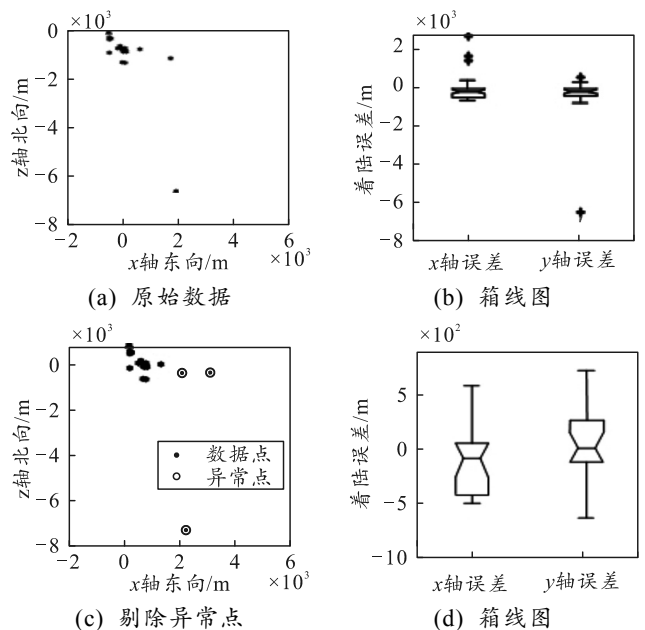 ×10³
0
−2
−4
−6
−8
z轴北向/m
−2 0 2 4 6
x轴东向/m ×10³
(a) 原始数据
×10³
2
0
−2
−4
−6
−8
着陆误差/m
x轴误差 y轴误差
(b) 箱线图
×10³
0
−2
−4
−6
−8
z轴北向/m
数据点
异常点
−2 0 2 4 6
x轴东向/m ×10³
(c) 剔除异常点
×10²
5
0
−5
−10
着陆误差/m
x轴误差 y轴误差
(d) 箱线图